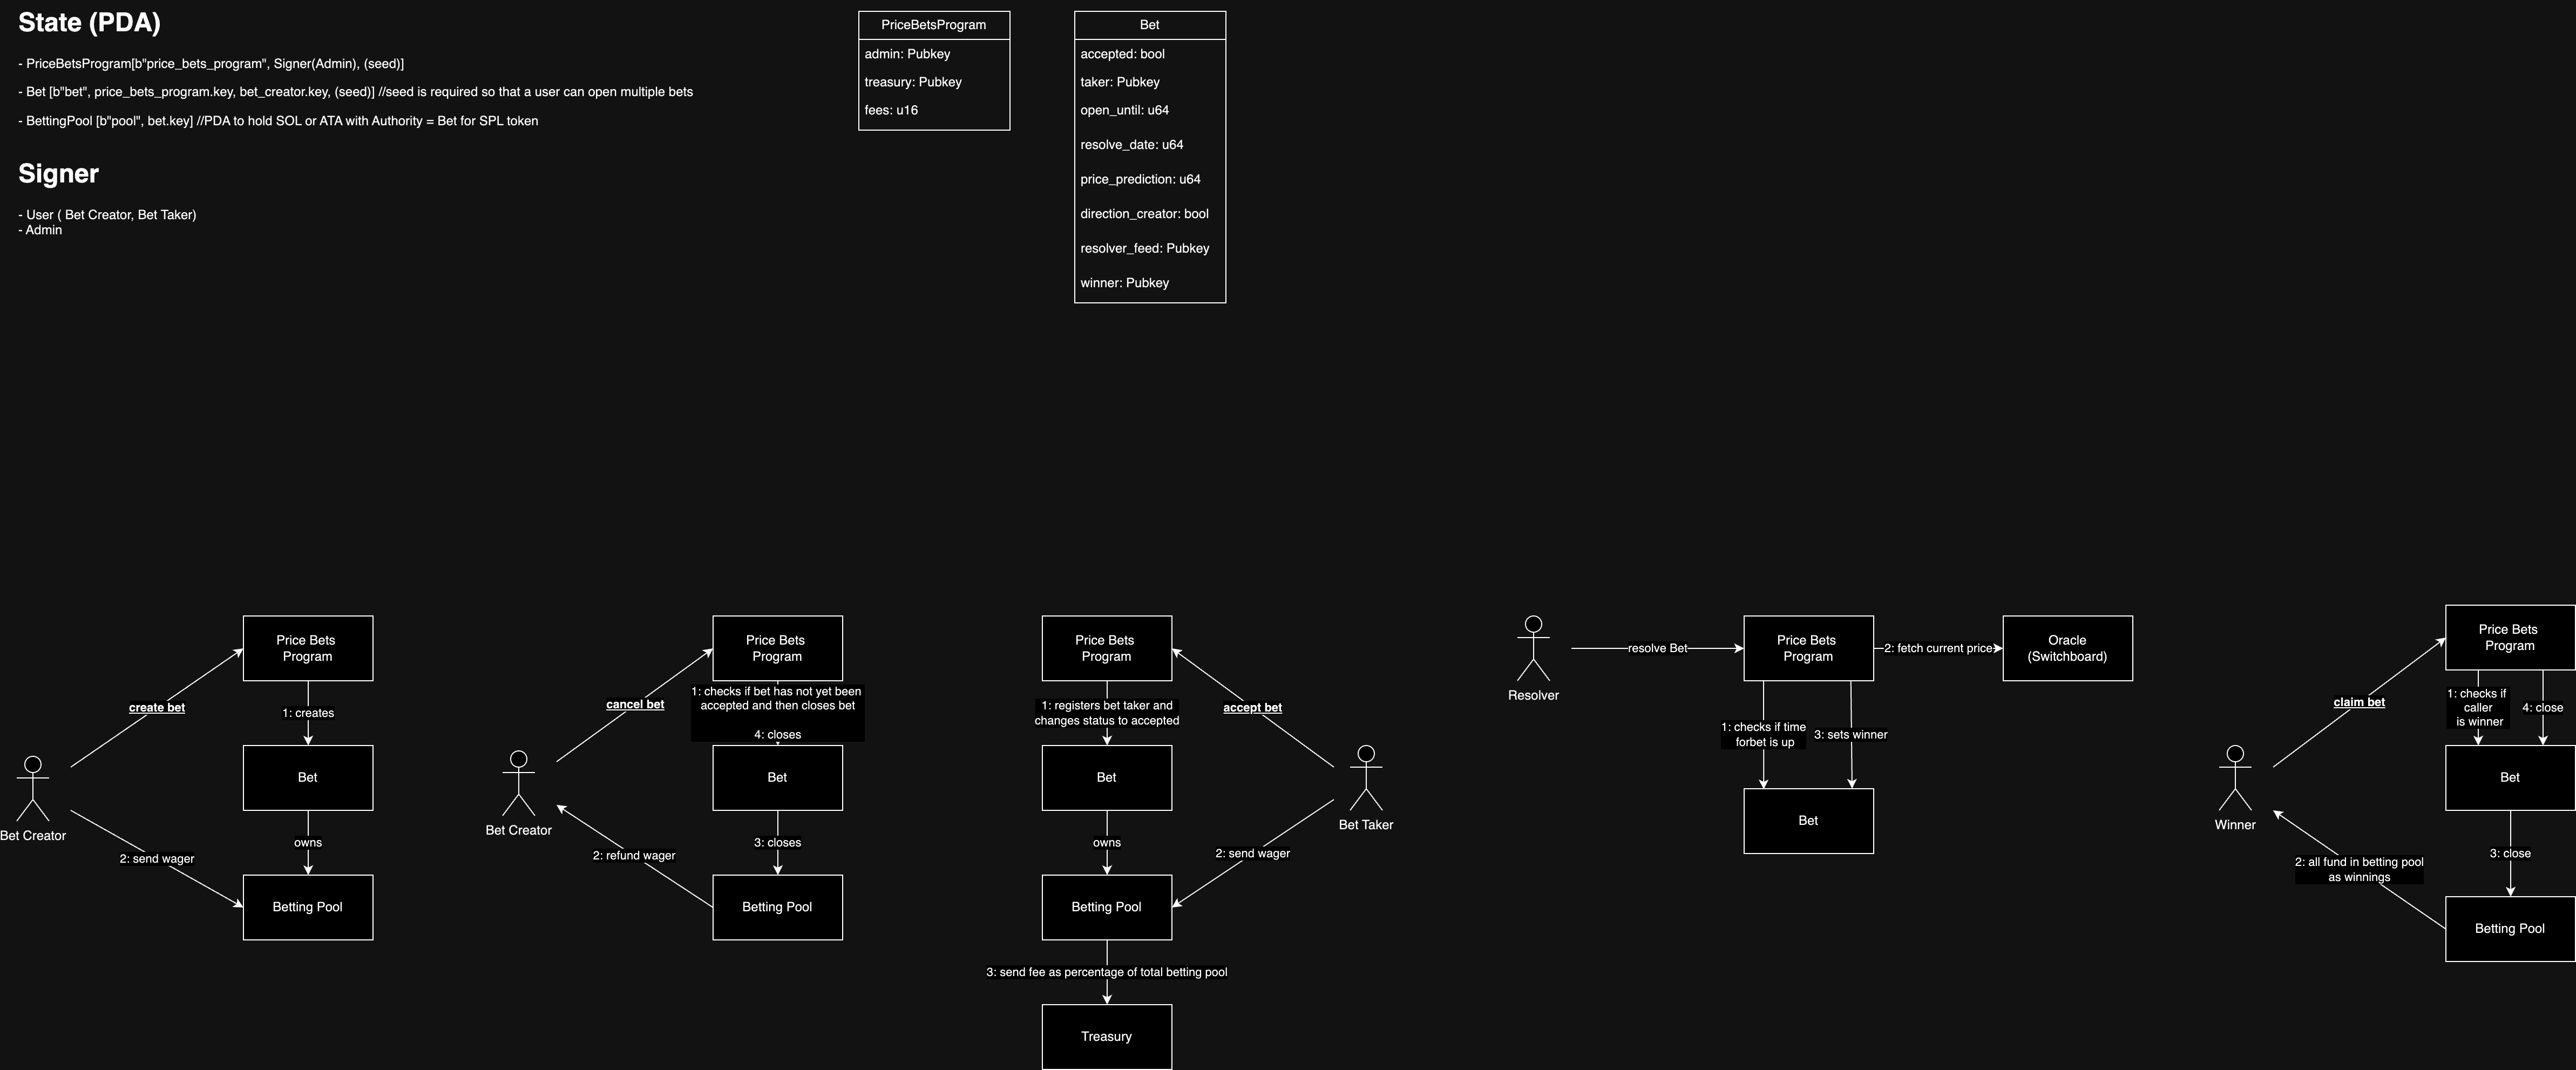 State (PDA)
- PriceBetsProgram[b"price_bets_program", Signer(Admin), (seed)]
- Bet [b"bet", price_bets_program.key, bet_creator.key, (seed)] //seed is required so that a user can open multiple bets
- BettingPool [b"pool", bet.key] //PDA to hold SOL or ATA with Authority = Bet for SPL token
Signer
- User ( Bet Creator, Bet Taker)
- Admin
PriceBetsProgram
admin: Pubkey
treasury: Pubkey
fees: u16
Bet
accepted: bool
taker: Pubkey
open_until: u64
resolve_date: u64
price_prediction: u64
direction_creator: bool
resolver_feed: Pubkey
winner: Pubkey
Price Bets
Program
create bet
1: creates
Bet
Bet Creator
owns
2: send wager
Betting Pool
Price Bets
Program
1: checks if bet has not yet been
accepted and then closes bet
cancel bet
4: closes
Bet
Bet Creator
3: closes
2: refund wager
Betting Pool
Price Bets
Program
1: registers bet taker and
changes status to accepted
accept bet
Bet
Bet Taker
owns
2: send wager
Betting Pool
3: send fee as percentage of total betting pool
Treasury
Resolver
resolve Bet
Price Bets
Program
2: fetch current price
Oracle
(Switchboard)
1: checks if time
forbet is up
3: sets winner
Bet
Price Bets
Program
claim bet
1: checks if
caller
is winner
4: close
Bet
Winner
3: close
2: all fund in betting pool
as winnings
Betting Pool